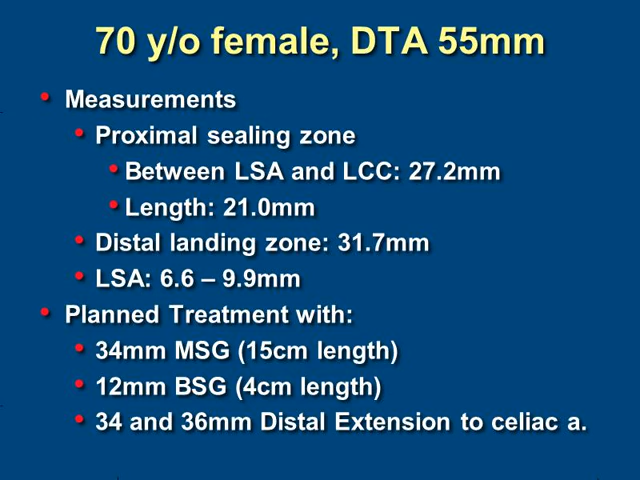 70 y/o female, DTA 55mm
• Measurements
• Proximal sealing zone
• Between LSA and LCC: 27.2mm
• Length: 21.0mm
• Distal landing zone: 31.7mm
• LSA: 6.6 – 9.9mm
• Planned Treatment with:
• 34mm MSG (15cm length)
• 12mm BSG (4cm length)
• 34 and 36mm Distal Extension to celiac a.